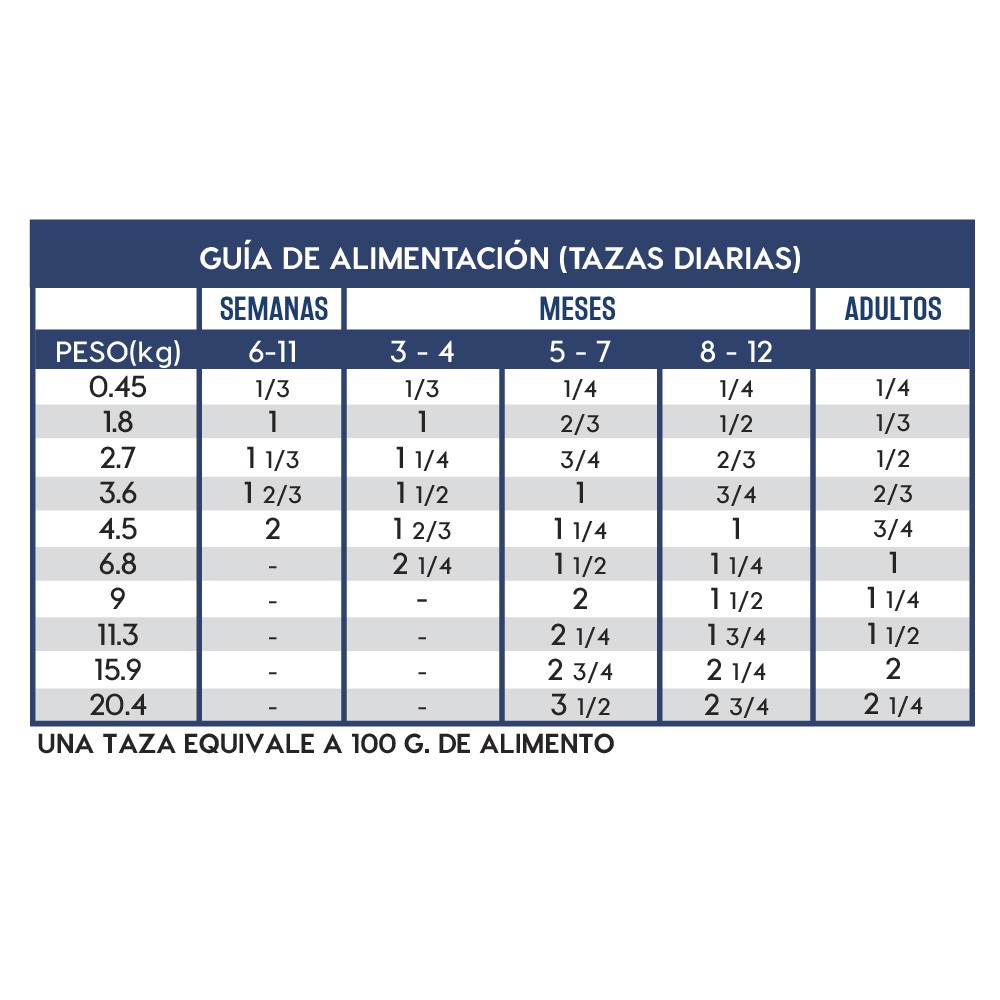 GUÍA DE ALIMENTACIÓN (TAZAS DIARIAS)
SEMANAS MESES ADULTOS
PESO(kg) 6-11 3 - 4 5 - 7 8 - 12
0.45 1/3 1/3 1/4 1/4 1/4
1.8 1 1 2/3 1/2 1/3
2.7 1 1/3 1 1/4 3/4 2/3 1/2
3.6 1 2/3 1 1/2 1 3/4 2/3
4.5 2 1 2/3 1 1/4 1 3/4
6.8 - 2 1/4 1 1/2 1 1/4 1
9 - - 2 1 1/2 1 1/4
11.3 - - 2 1/4 1 3/4 1 1/2
15.9 - - 2 3/4 2 1/4 2
20.4 - - 3 1/2 2 3/4 2 1/4
UNA TAZA EQUIVALE A 100 G. DE ALIMENTO